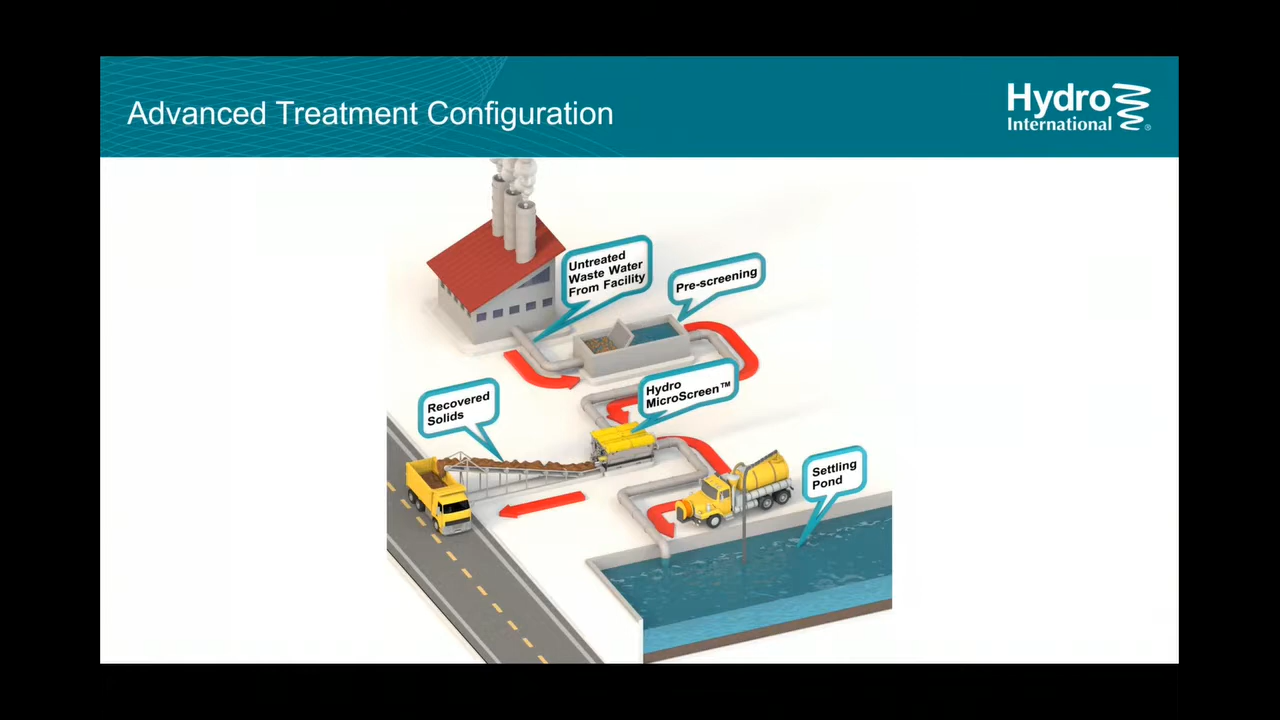 Advanced Treatment Configuration
Hydro
International
®
Untreated
Waste Water
From Facility
Pre-screening
Hydro
MicroScreen™
Recovered
Solids
Settling
Pond